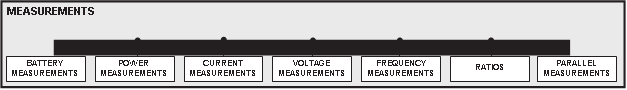 MEASUREMENTS
BATTERY
MEASUREMENTS
POWER
MEASUREMENTS
CURRENT
MEASUREMENTS
VOLTAGE
MEASUREMENTS
FREQUENCY
MEASUREMENTS
RATIOS
PARALLEL
MEASUREMENTS